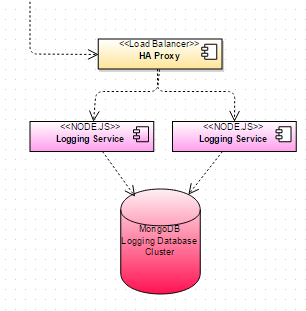 <<Load Balancer>>
HA Proxy
<<NODE.JS>>
Logging Service
<<NODE.JS>>
Logging Service
MongoDB
Logging Database
Cluster